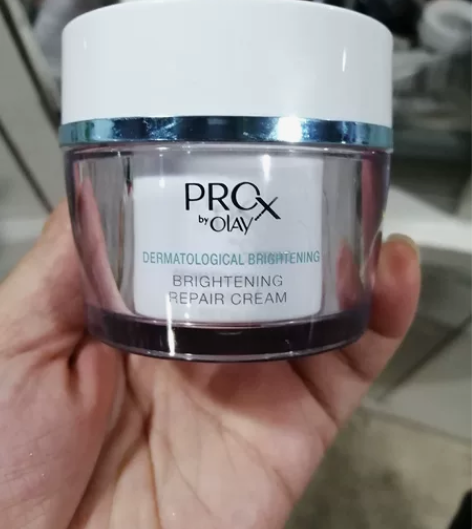 PROX
by OLAY
DERMATOLOGICAL BRIGHTENING
BRIGHTENING
REPAIR CREAM